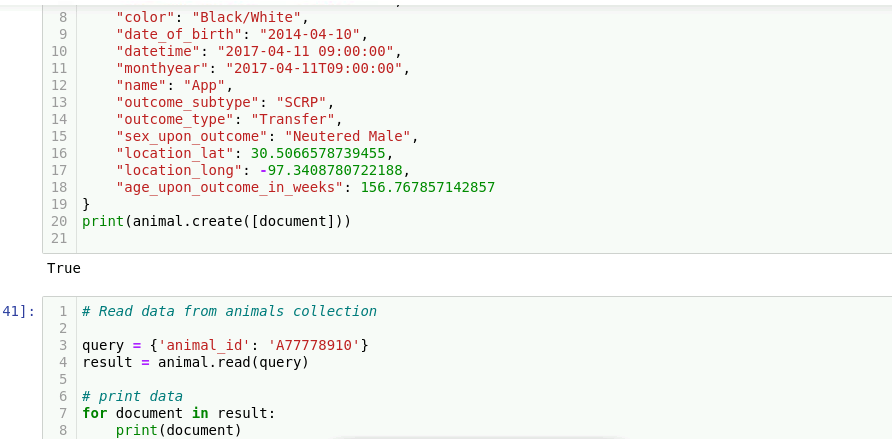 8 "color": "Black/White",
9 "date_of_birth": "2014-04-10",
10 "datetime": "2017-04-11 09:00:00",
11 "monthyear": "2017-04-11T09:00:00",
12 "name": "App",
13 "outcome_subtype": "SCRP",
14 "outcome_type": "Transfer",
15 "sex_upon_outcome": "Neutered Male",
16 "location_lat": 30.5066578739455,
17 "location_long": -97.3408780722188,
18 "age_upon_outcome_in_weeks": 156.767857142857
19 }
20 print(animal.create([document]))
21
True
41]: 1 # Read data from animals collection
2
3 query = {'animal_id': 'A77778910'}
4 result = animal.read(query)
5
6 # print data
7 for document in result:
8 print(document)